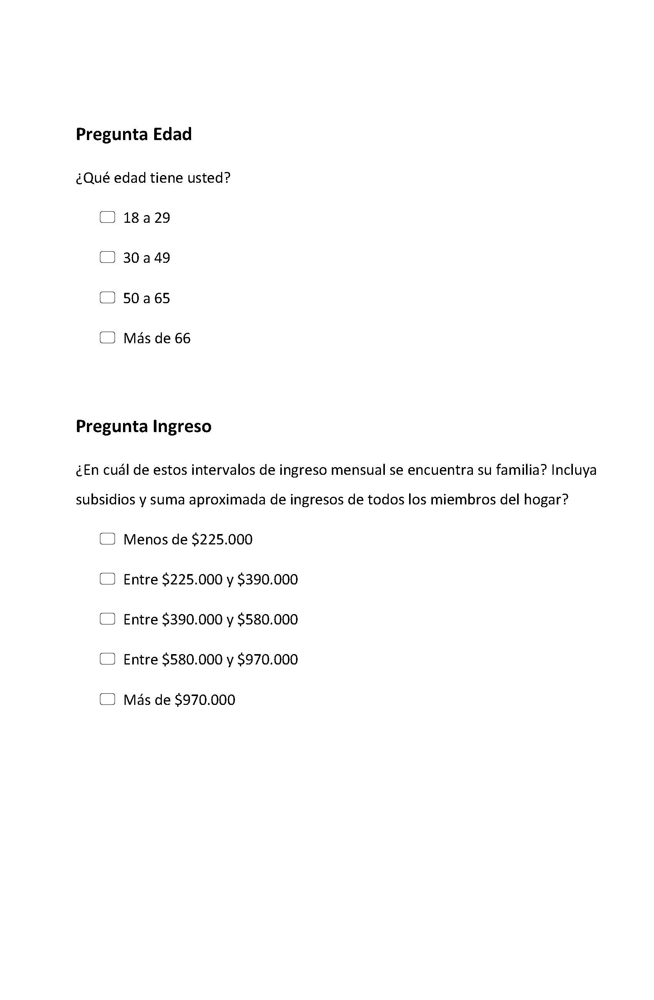 Pregunta Edad
¿Qué edad tiene usted?
18 a 29
30 a 49
50 a 65
Más de 66
Pregunta Ingreso
¿En cuál de estos intervalos de ingreso mensual se encuentra su familia? Incluya
subsidios y suma aproximada de ingresos de todos los miembros del hogar?
Menos de $225.000
Entre $225.000 y $390.000
Entre $390.000 y $580.000
Entre $580.000 y $970.000
Más de $970.000